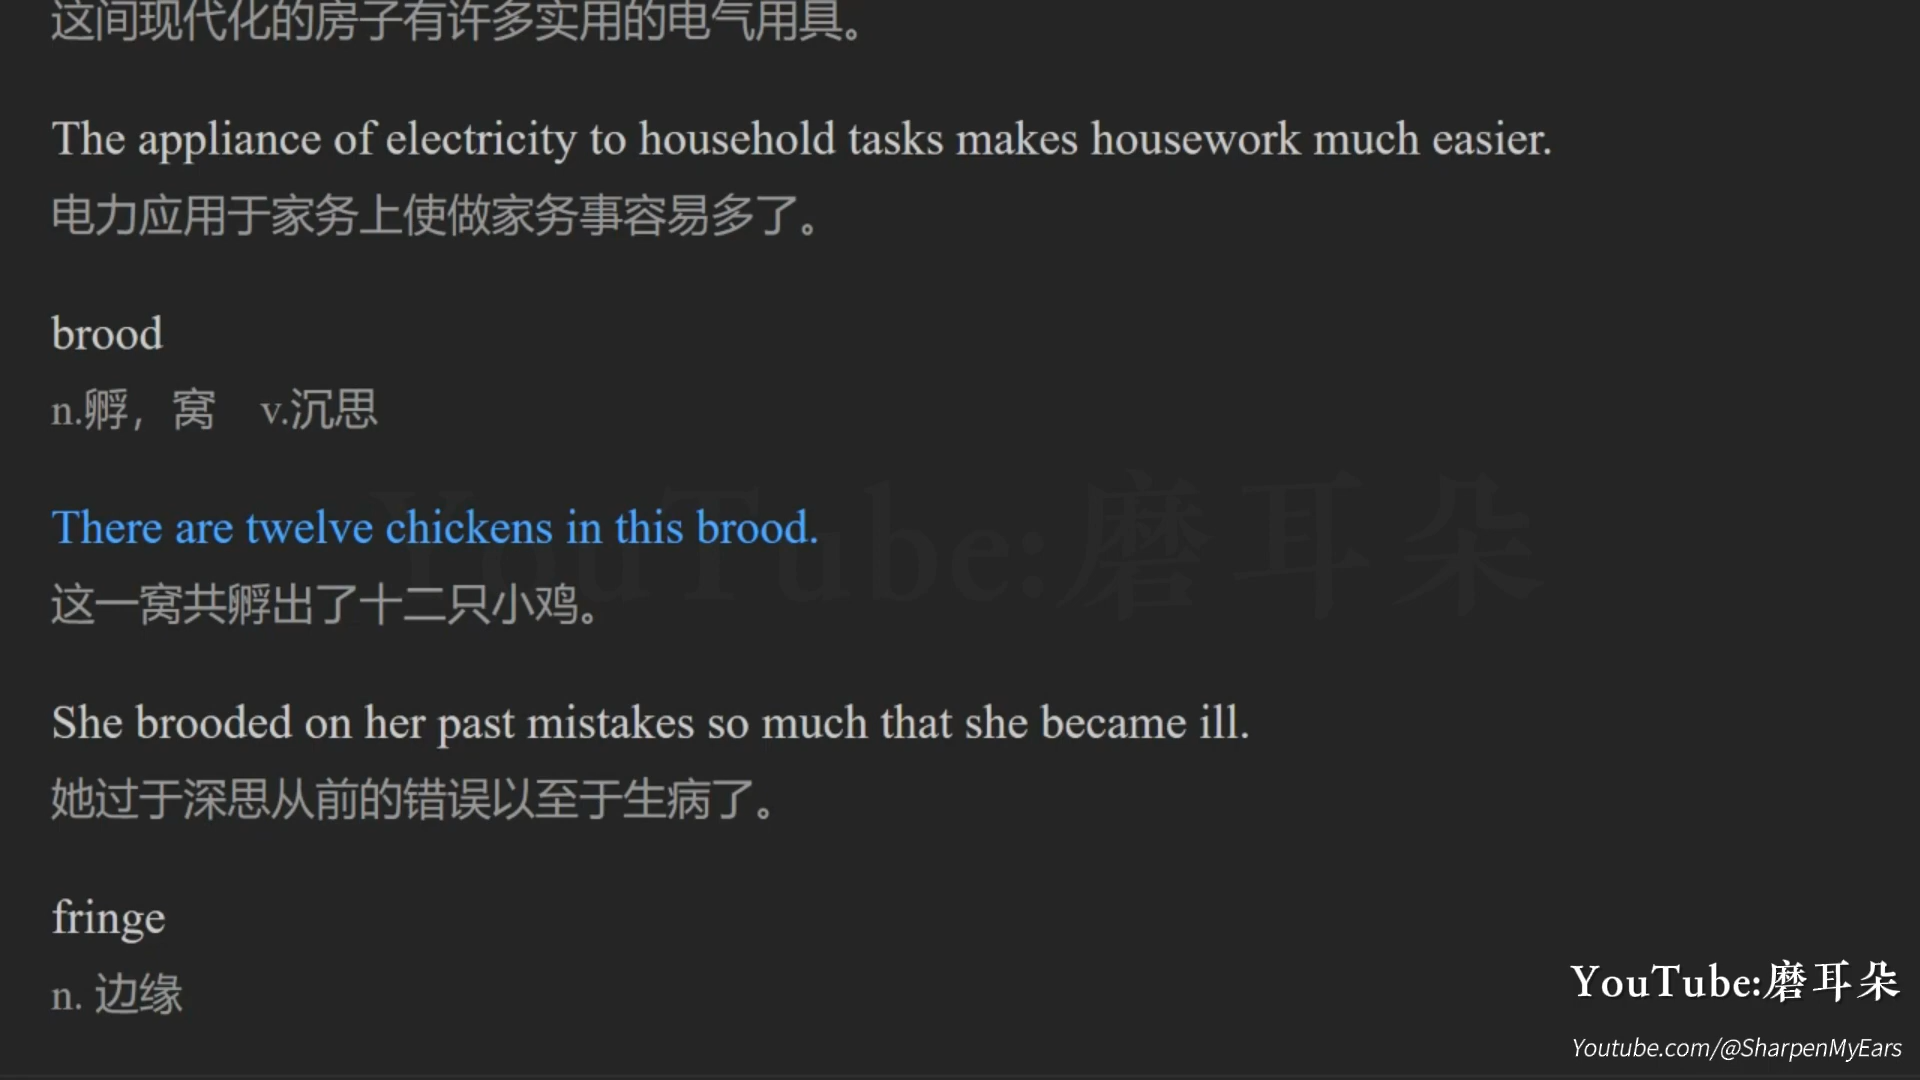 这间现代化的房子有许多实用的电气用具。
The appliance of electricity to household tasks makes housework much easier.
电力应用于家务上使做家务事容易多了。
brood
n.孵，窝 v.沉思
There are twelve chickens in this brood.
这一窝共孵出了十二只小鸡。
YouTube:磨耳朵
She brooded on her past mistakes so much that she became ill.
她过于深思从前的错误以至于生病了。
fringe
n. 边缘
YouTube:磨耳朵
Youtube.com/@SharpenMyEars